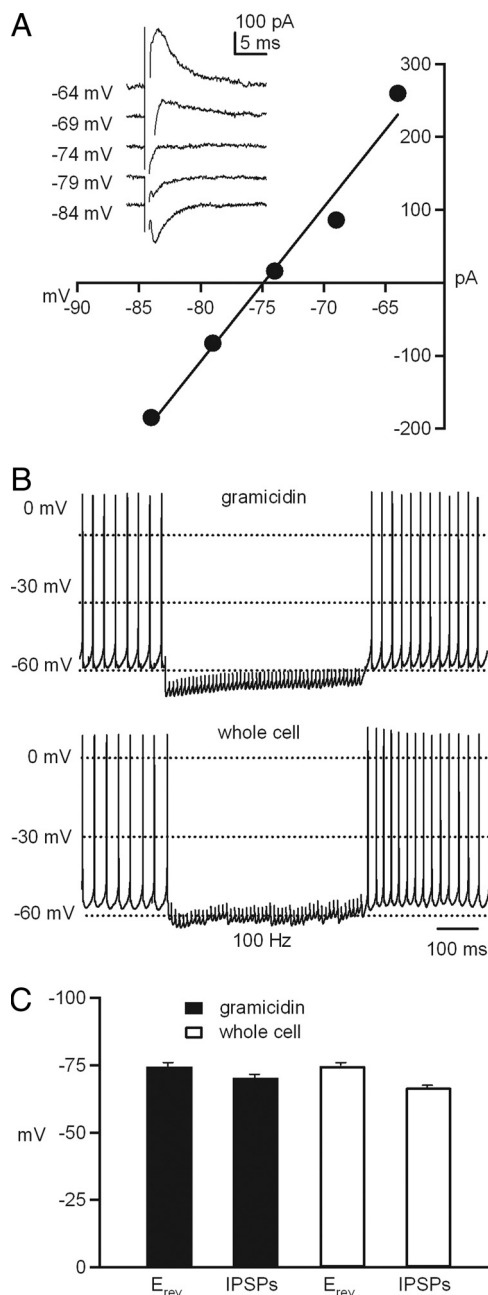 A
100 pA
5 ms
-64 mV
-69 mV
-74 mV
-79 mV
-84 mV
300
200
100
pA
mV
-90 -85 -80 -75 -70 -65
-100
-200
B
0 mV
gramicidin
-30 mV
-60 mV
whole cell
0 mV
-30 mV
-60 mV
100 Hz
100 ms
C
-100
gramicidin
whole cell
-75
mV
-50
-25
0
Erev IPSPs Erev IPSPs